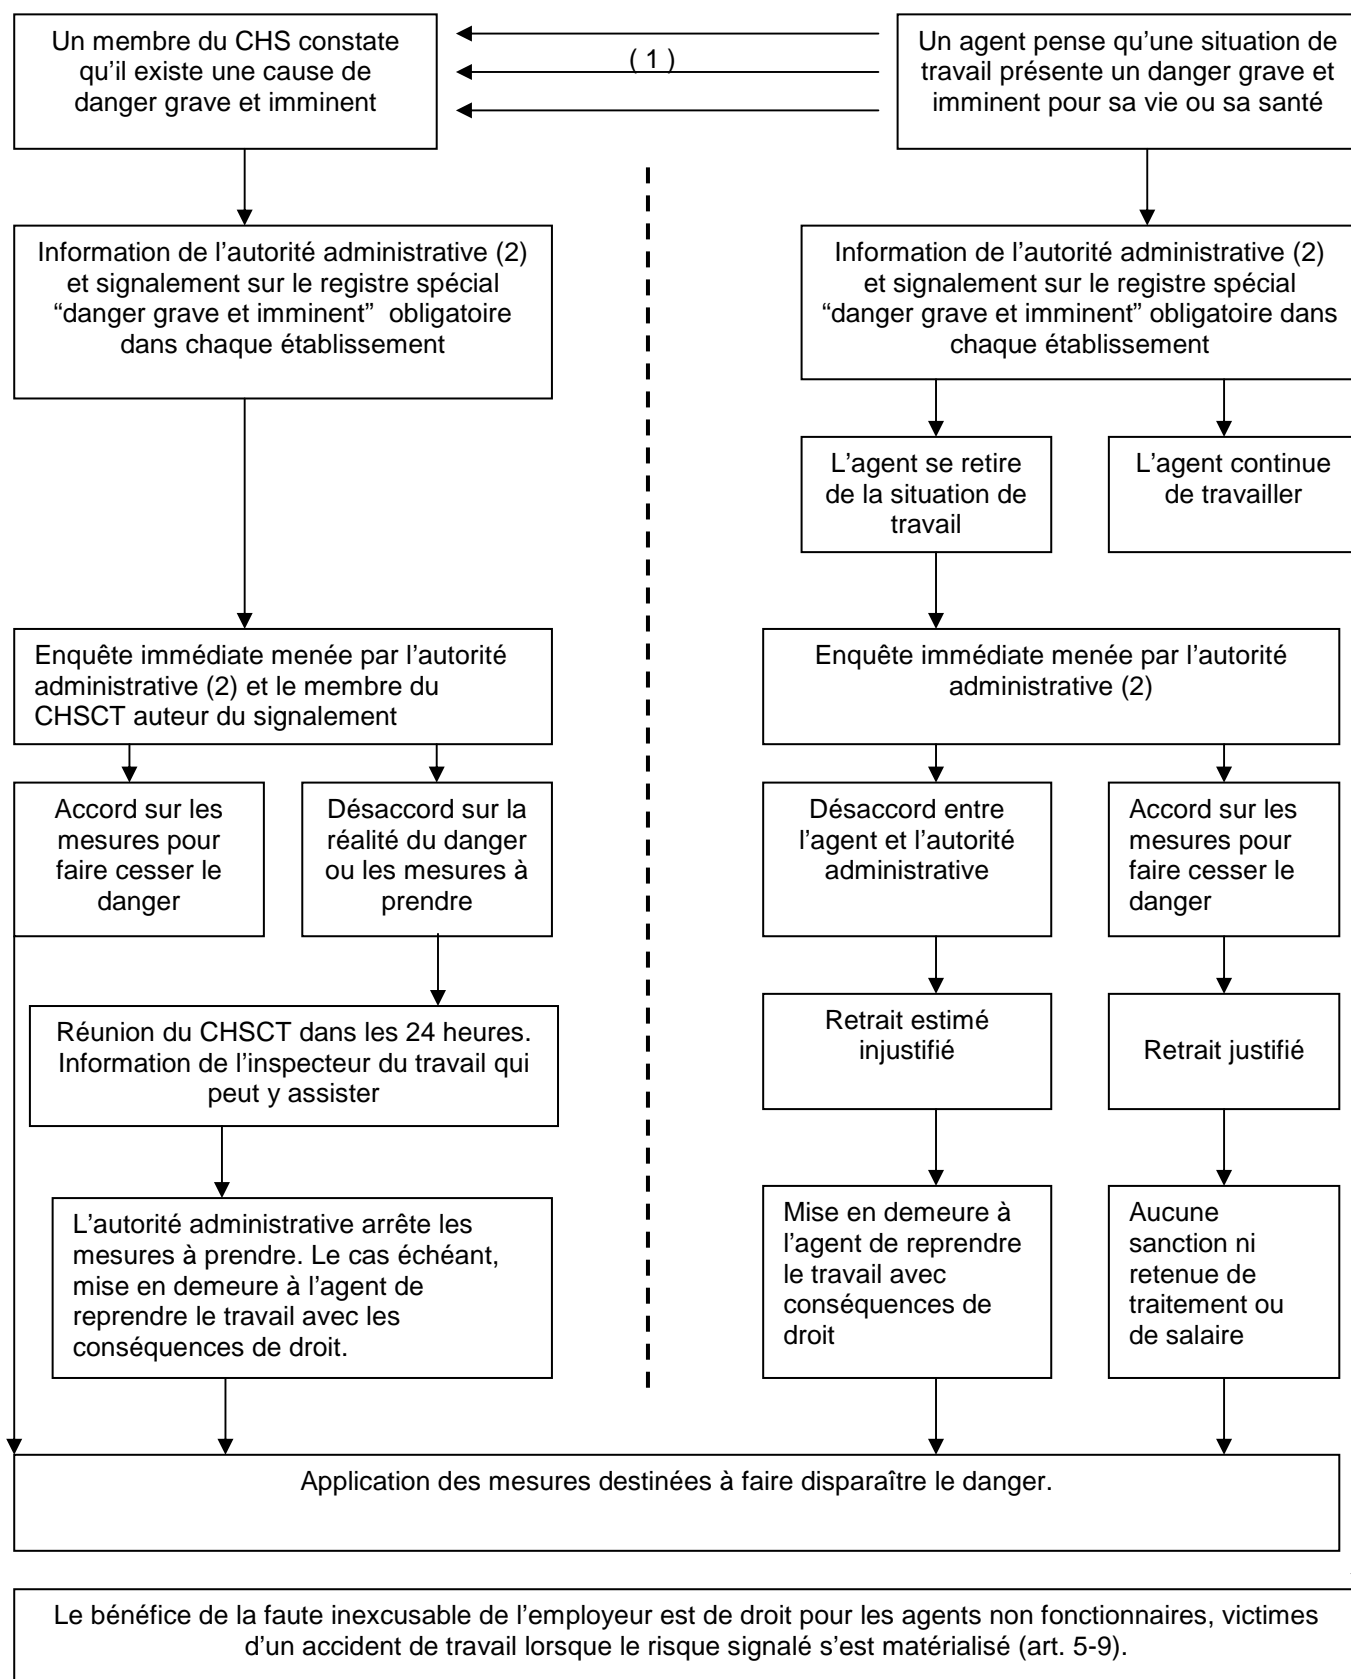 Un membre du CHS constate
qu’il existe une cause de
danger grave et imminent
( 1 )
Un agent pense qu’une situation de
travail présente un danger grave et
imminent pour sa vie ou sa santé
Information de l’autorité administrative (2)
et signalement sur le registre spécial
“danger grave et imminent” obligatoire
dans chaque établissement
Information de l’autorité administrative (2)
et signalement sur le registre spécial
“danger grave et imminent” obligatoire dans
chaque établissement
L’agent se retire
de la situation de
travail
L’agent continue
de travailler
Enquête immédiate menée par l’autorité
administrative (2) et le membre du
CHSCT auteur du signalement
Enquête immédiate menée par l’autorité
administrative (2)
Accord sur les
mesures pour
faire cesser le
danger
Désaccord sur la
réalité du danger
ou les mesures à
prendre
Désaccord entre
l’agent et l’autorité
administrative
Accord sur les
mesures pour
faire cesser le
danger
Réunion du CHSCT dans les 24 heures.
Information de l’inspecteur du travail qui
peut y assister
Retrait estimé
injustifié
Retrait justifié
L’autorité administrative arrête les
mesures à prendre. Le cas échéant,
mise en demeure à l’agent de
reprendre le travail avec les
conséquences de droit.
Mise en demeure à
l’agent de reprendre
le travail avec
conséquences de
droit
Aucune
sanction ni
retenue de
traitement ou
de salaire
Application des mesures destinées à faire disparaître le danger.
Le bénéfice de la faute inexcusable de l’employeur est de droit pour les agents non fonctionnaires, victimes
d’un accident de travail lorsque le risque signalé s’est matérialisé (art. 5-9).